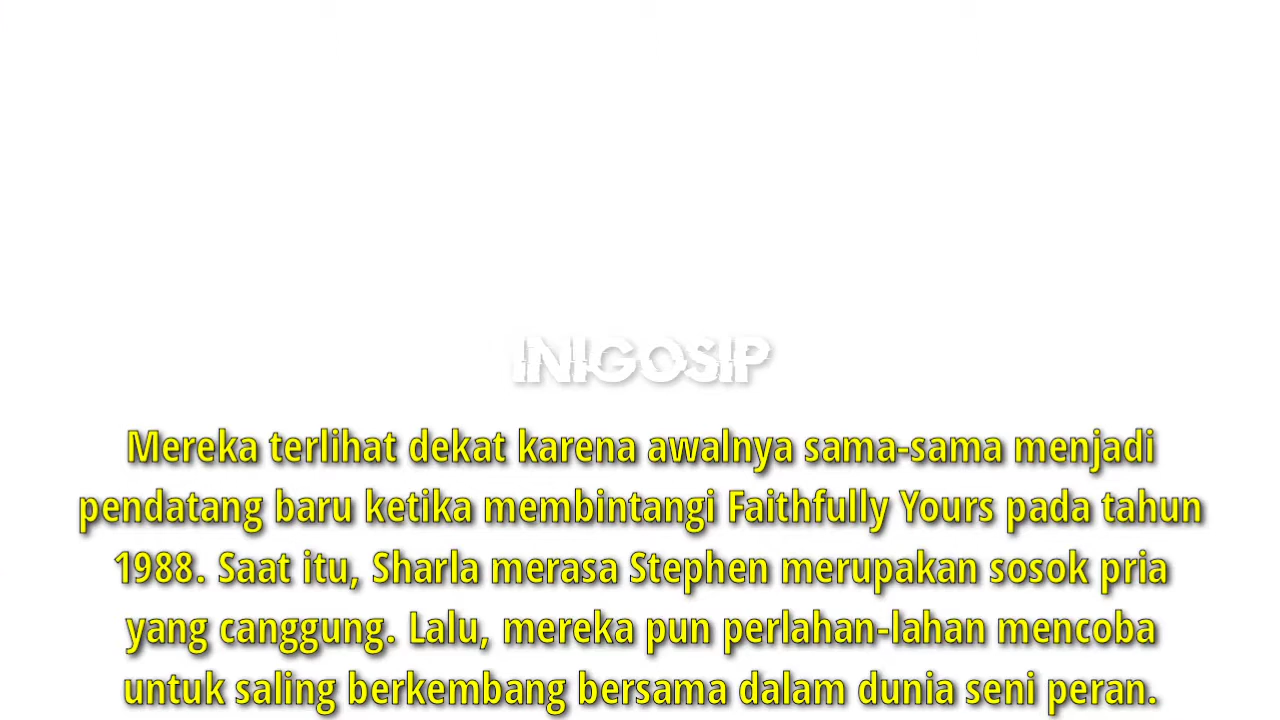 INIGOSIP
Mereka terlihat dekat karena awalnya sama-sama menjadi
pendatang baru ketika membintangi Faithfully Yours pada tahun
1988. Saat itu, Sharla merasa Stephen merupakan sosok pria
yang canggung. Lalu, mereka pun perlahan-lahan mencoba
untuk saling berkembang bersama dalam dunia seni peran.